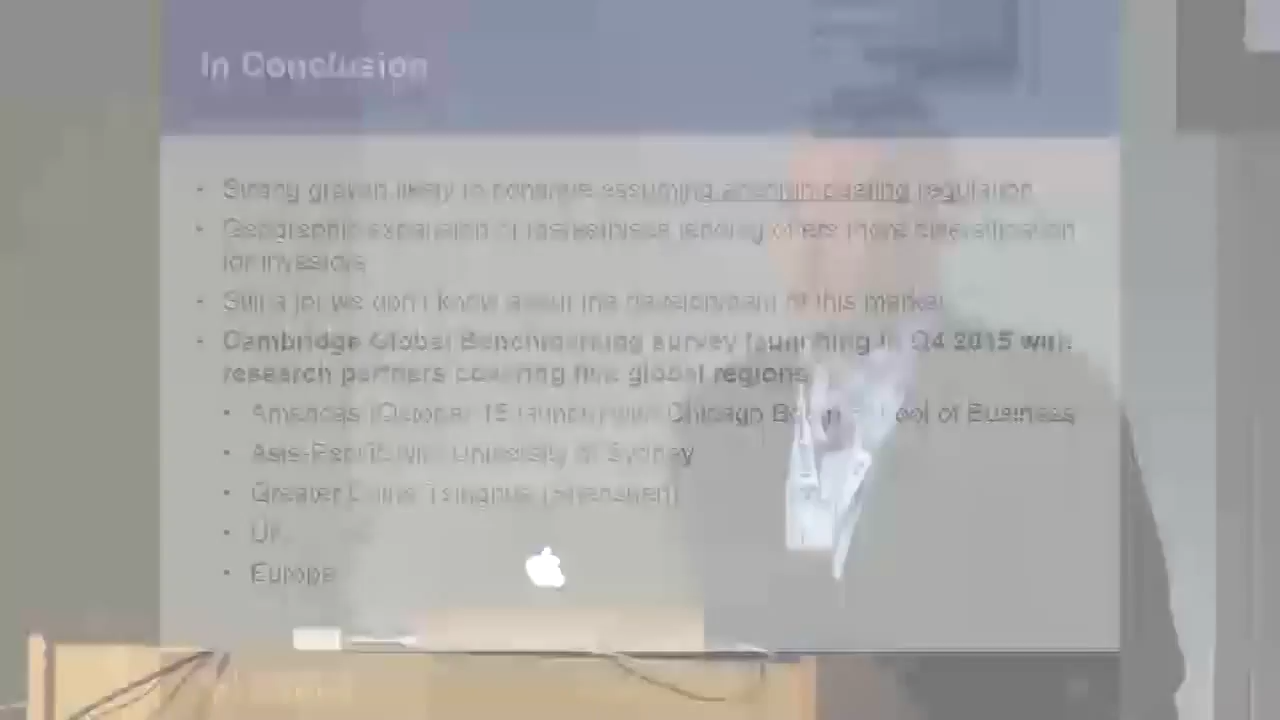 In Conclusion
• Strong growth likely to continue assuming regulation
• Geographic expansion of marketplace lending offers more diversification
for investors
• Still a lot we don't know about the development of this market
• Cambridge Global Benchmarking survey launching in Q4 2015 with
research partners covering five global regions
• Americas (October 15 launch) with Chicago Booth School of Business
• Asia-Pacific with University of Sydney
• Greater China Tsinghua (Shenzhen)
• UK
• Europe